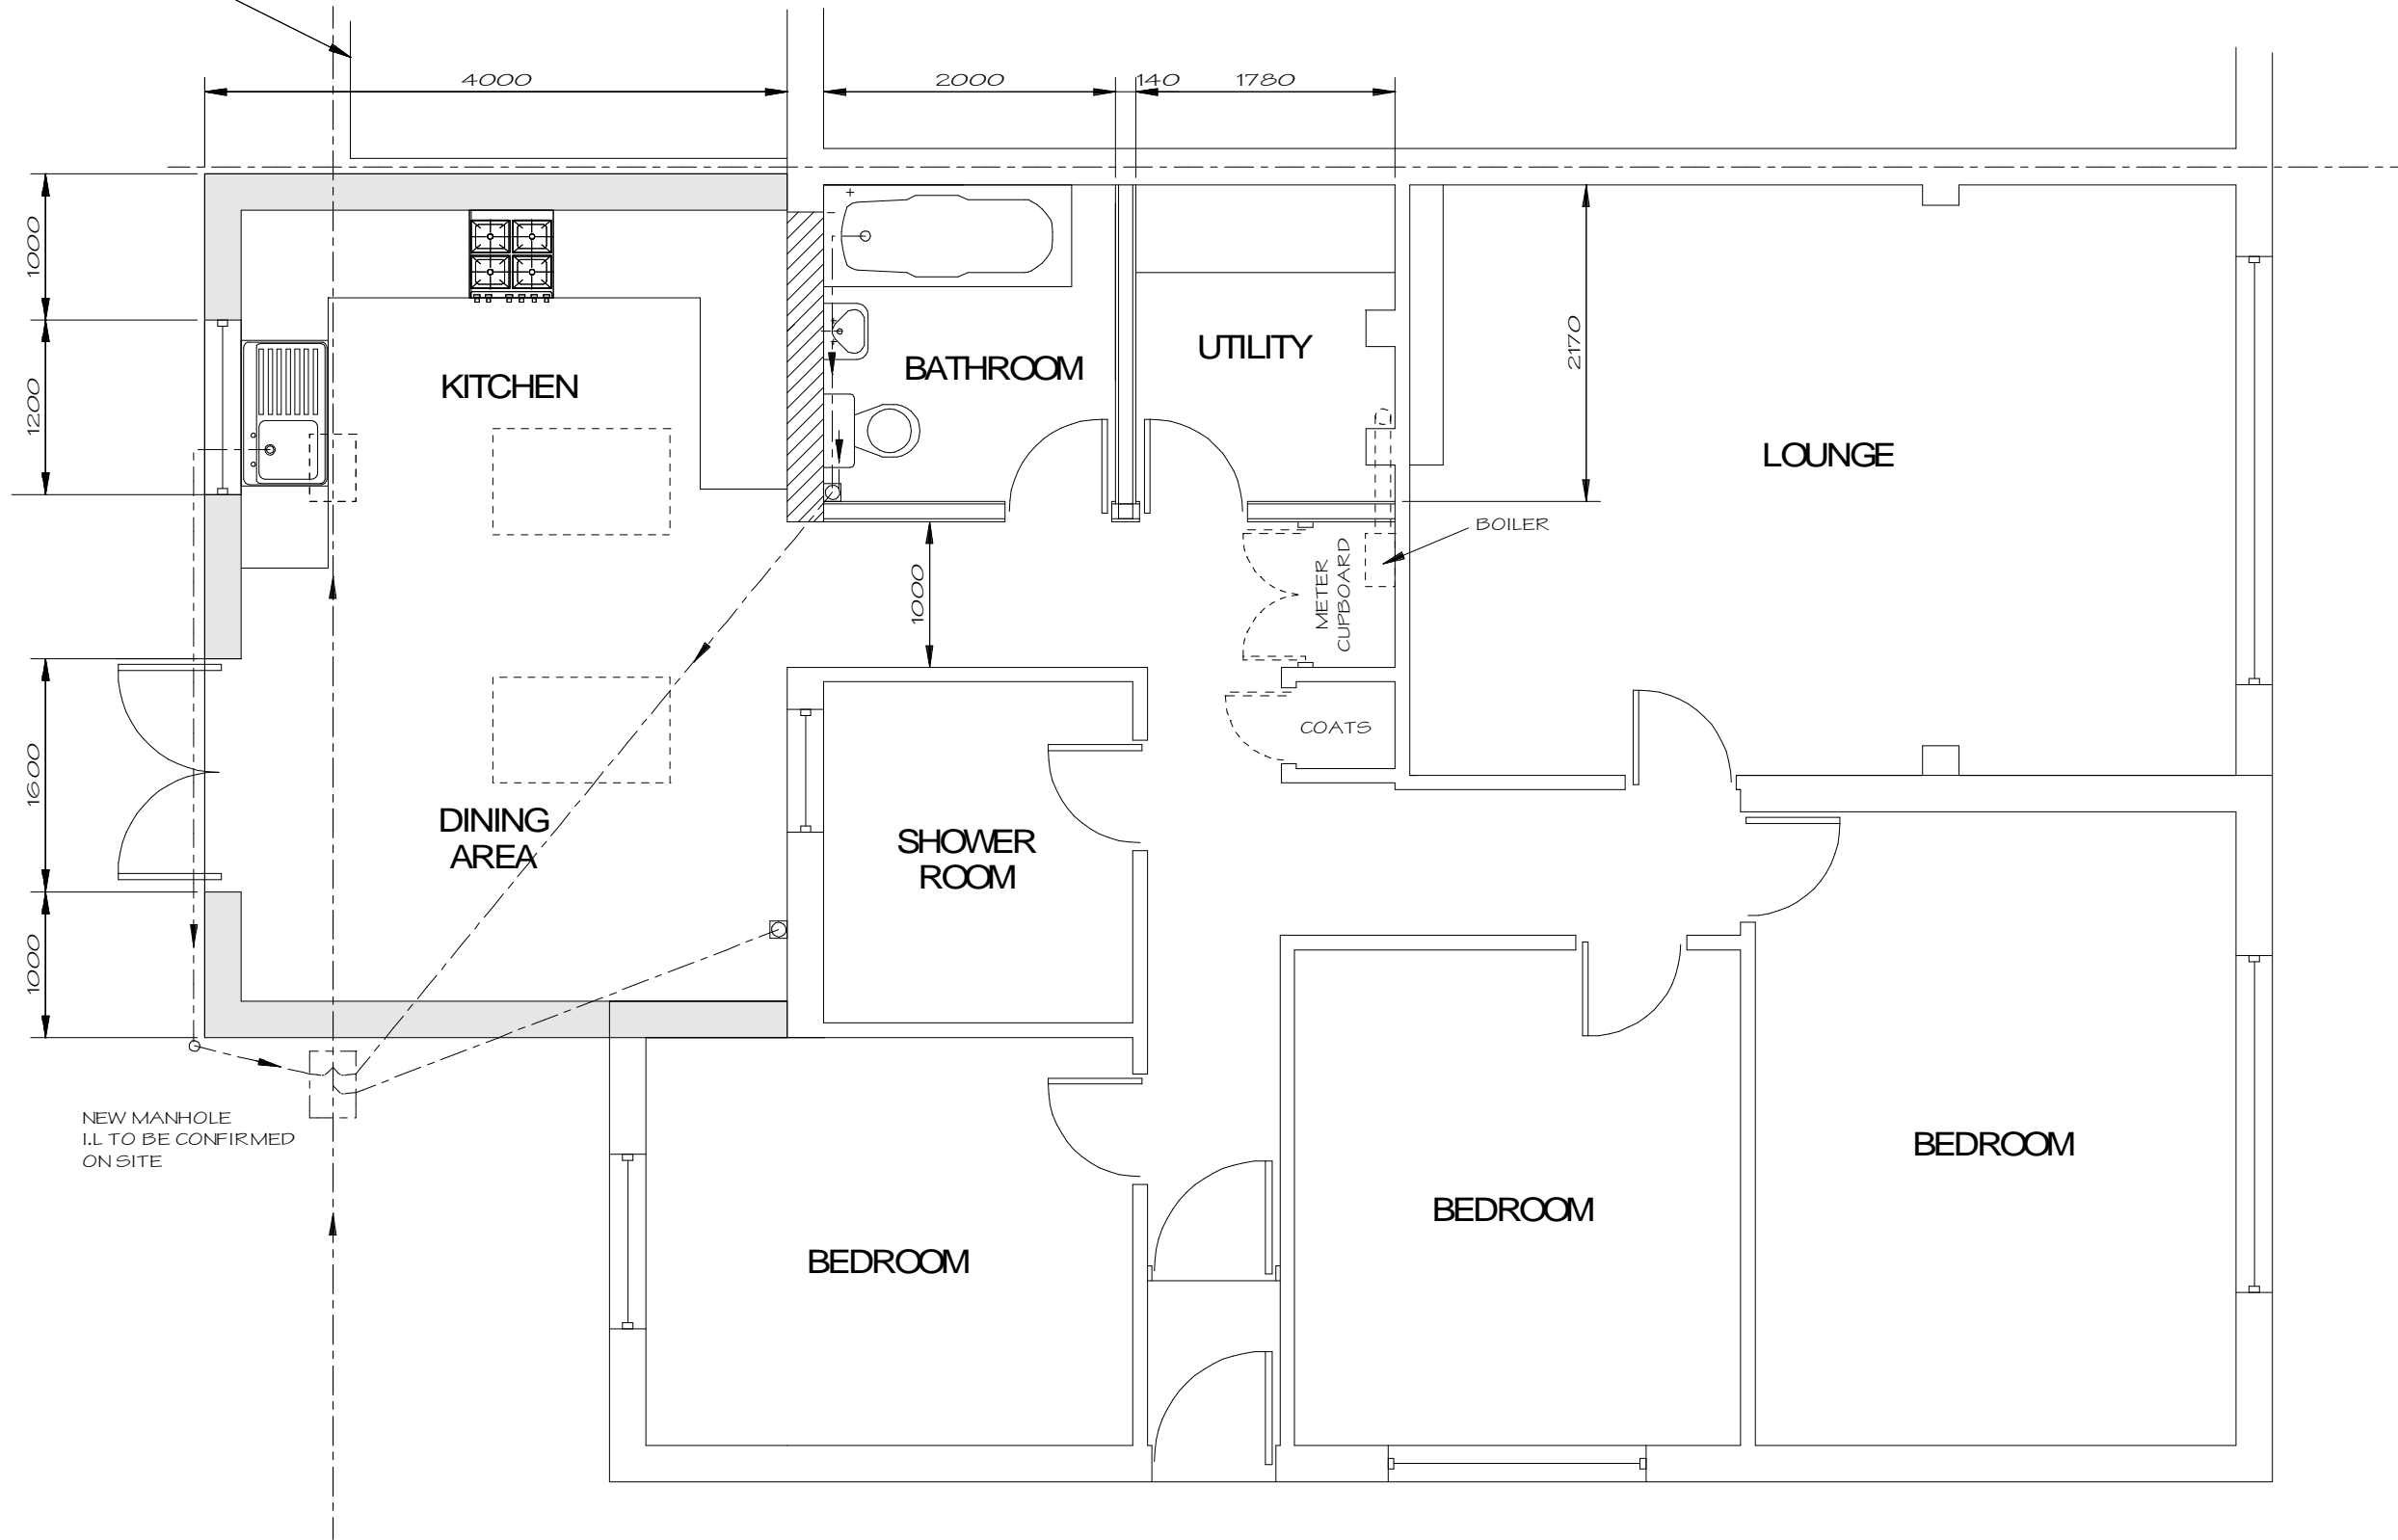 4000
2000
140
1780
1000
1200
1600
1000
KITCHEN
BATHROOM
UTILITY
2170
LOUNGE
BOILER
METER
CUPBOARD
1000
COATS
DINING
AREA
SHOWER
ROOM
NEW MANHOLE
I.L TO BE CONFIRMED
ON SITE
BEDROOM
BEDROOM
BEDROOM